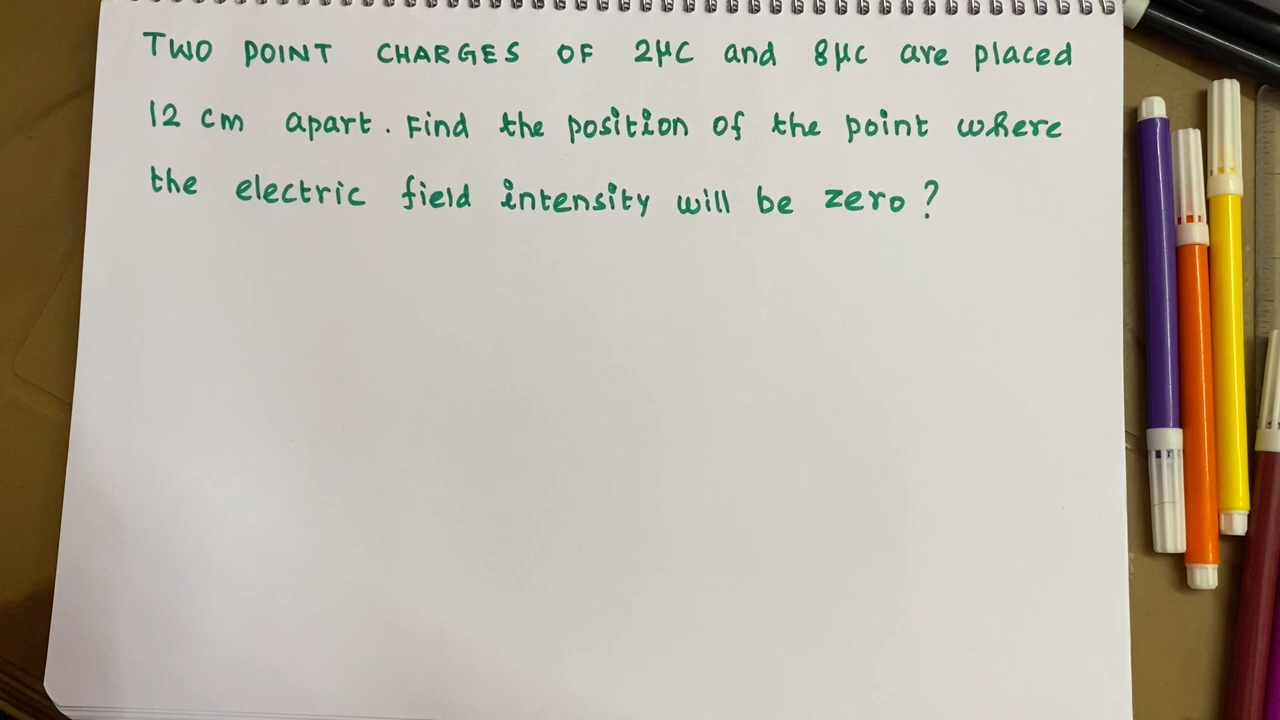 TWO POINT CHARGES OF 2μC and 8μc are placed
12 cm apart. Find the position of the point where
the electric field intensity will be zero?